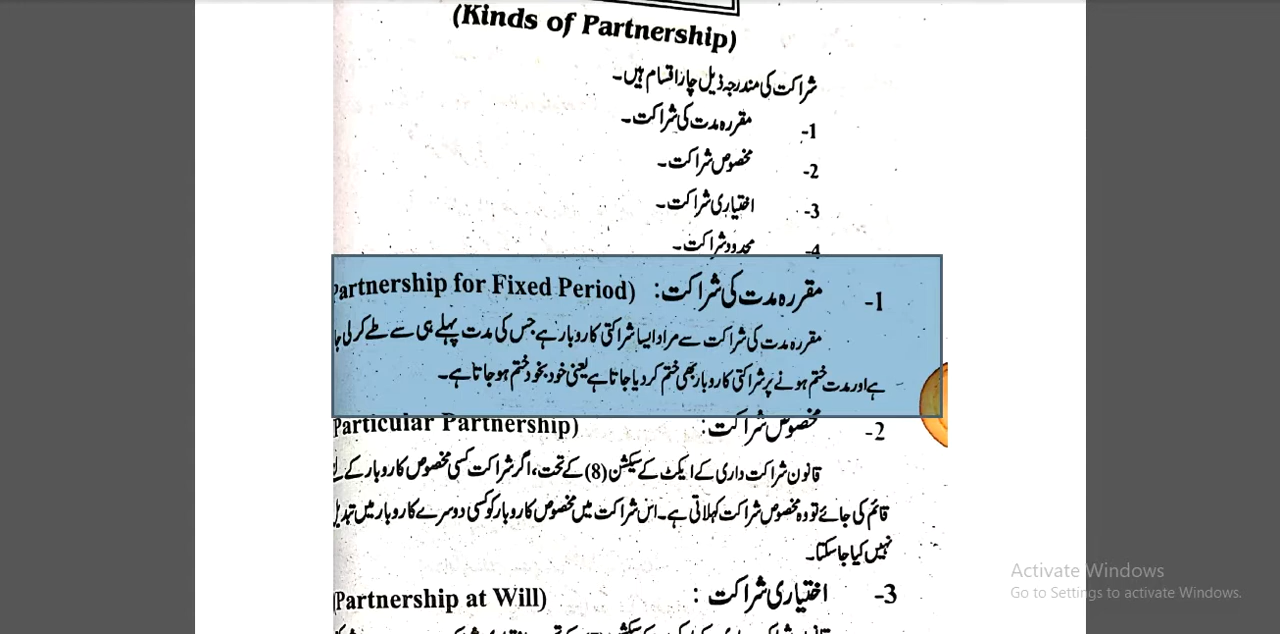 (Kinds of Partnership)
شراکت کی مندرجہ ذیل چار اقسام ہیں۔
1- مقررہ مدت کی شراکت۔
2- مخصوص شراکت۔
3- اختیاری شراکت۔
4- محدود شراکت۔
1- مقررہ مدت کی شراکت: (Partnership for Fixed Period)
مقررہ مدت کی شراکت سے مراد ایسا شراکتی کاروبار ہے جس کی مدت پہلے ہی سے طے کر لی
ہے اور مدت ختم ہونے پر شراکتی کاروبار بھی ختم کر دیا جاتا ہے یعنی خود بخود ختم ہو جاتا ہے۔
2- مخصوص شراکت: Particular Partnership)
قانون شراکت داری کے ایکٹ کے سیکشن (8) کے تحت، اگر شراکت کسی مخصوص کاروبار کے
قائم کی جائے تو وہ مخصوص شراکت کہلاتی ہے۔ اس شراکت میں مخصوص کاروبار کو کسی دوسرے کاروبار میں تبدیل
نہیں کیا جا سکتا۔
3- اختیاری شراکت : (Partnership at Will)
Activate Windows
Go to Settings to activate Windows.